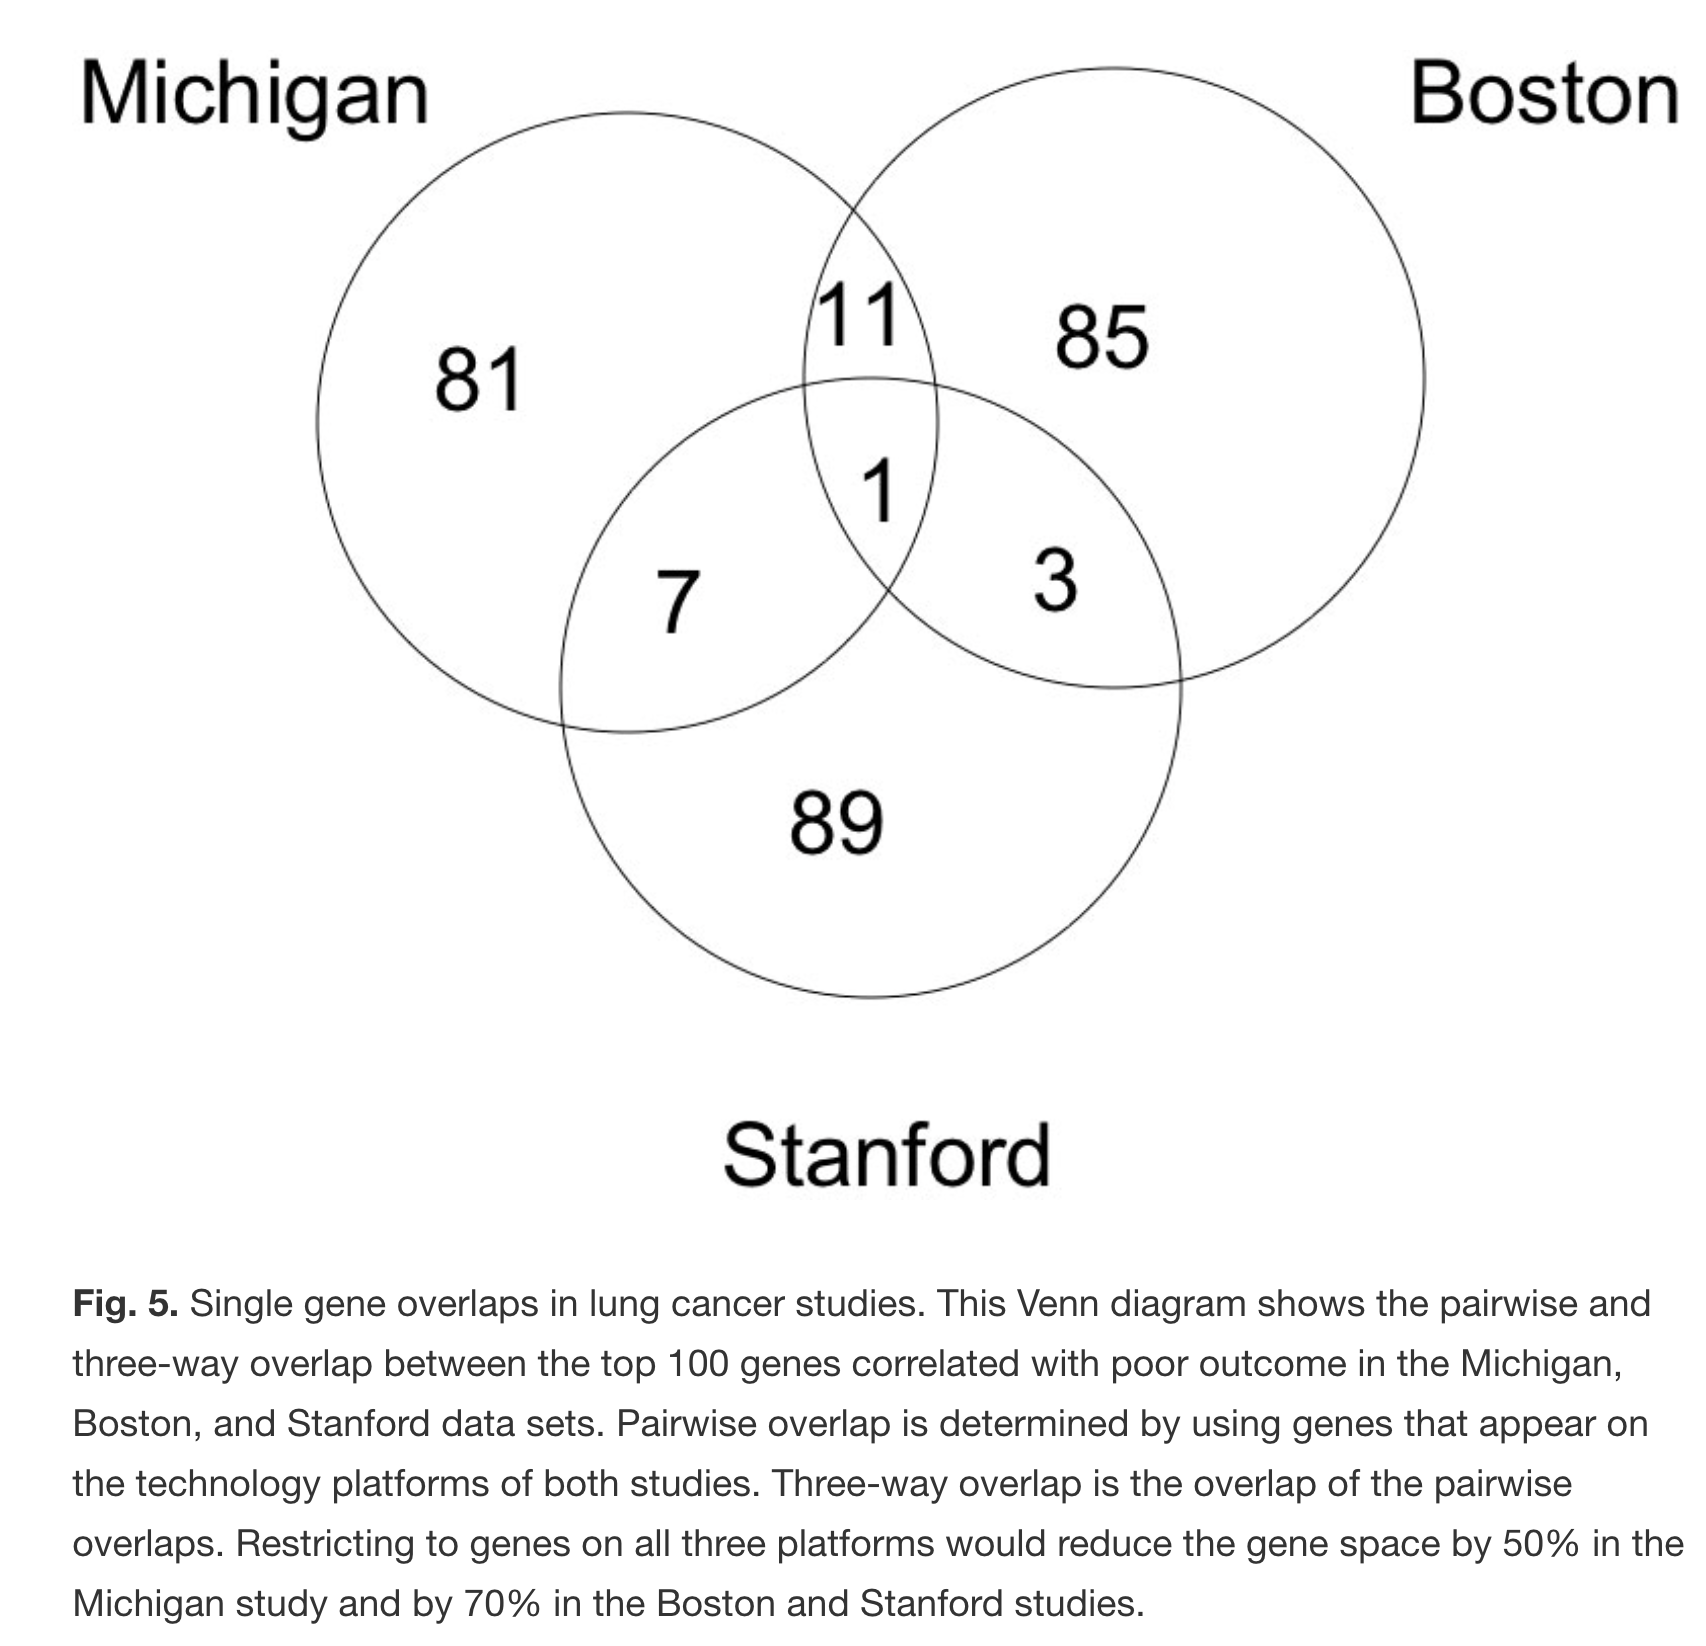 Michigan
Boston
11
85
81
1
3
7
89
Stanford
Fig. 5. Single gene overlaps in lung cancer studies. This Venn diagram shows the pairwise and
three-way overlap between the top 100 genes correlated with poor outcome in the Michigan,
Boston, and Stanford data sets. Pairwise overlap is determined by using genes that appear on
the technology platforms of both studies. Three-way overlap is the overlap of the pairwise
overlaps. Restricting to genes on all three platforms would reduce the gene space by 50% in the
Michigan study and by 70% in the Boston and Stanford studies.